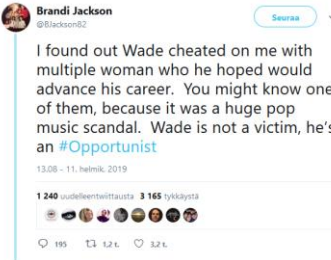 Brandi Jackson
@BJackson82
Seuraa
I found out Wade cheated on me with
multiple woman who he hoped would
advance his career. You might know one
of them, because it was a huge pop
music scandal. Wade is not a victim, he's
an #Opportunist
13.08 - 11. helmik. 2019
1 240 uudelleentwiittausta 3 165 tykkäystä
195 1,2 t. 3,2 t.